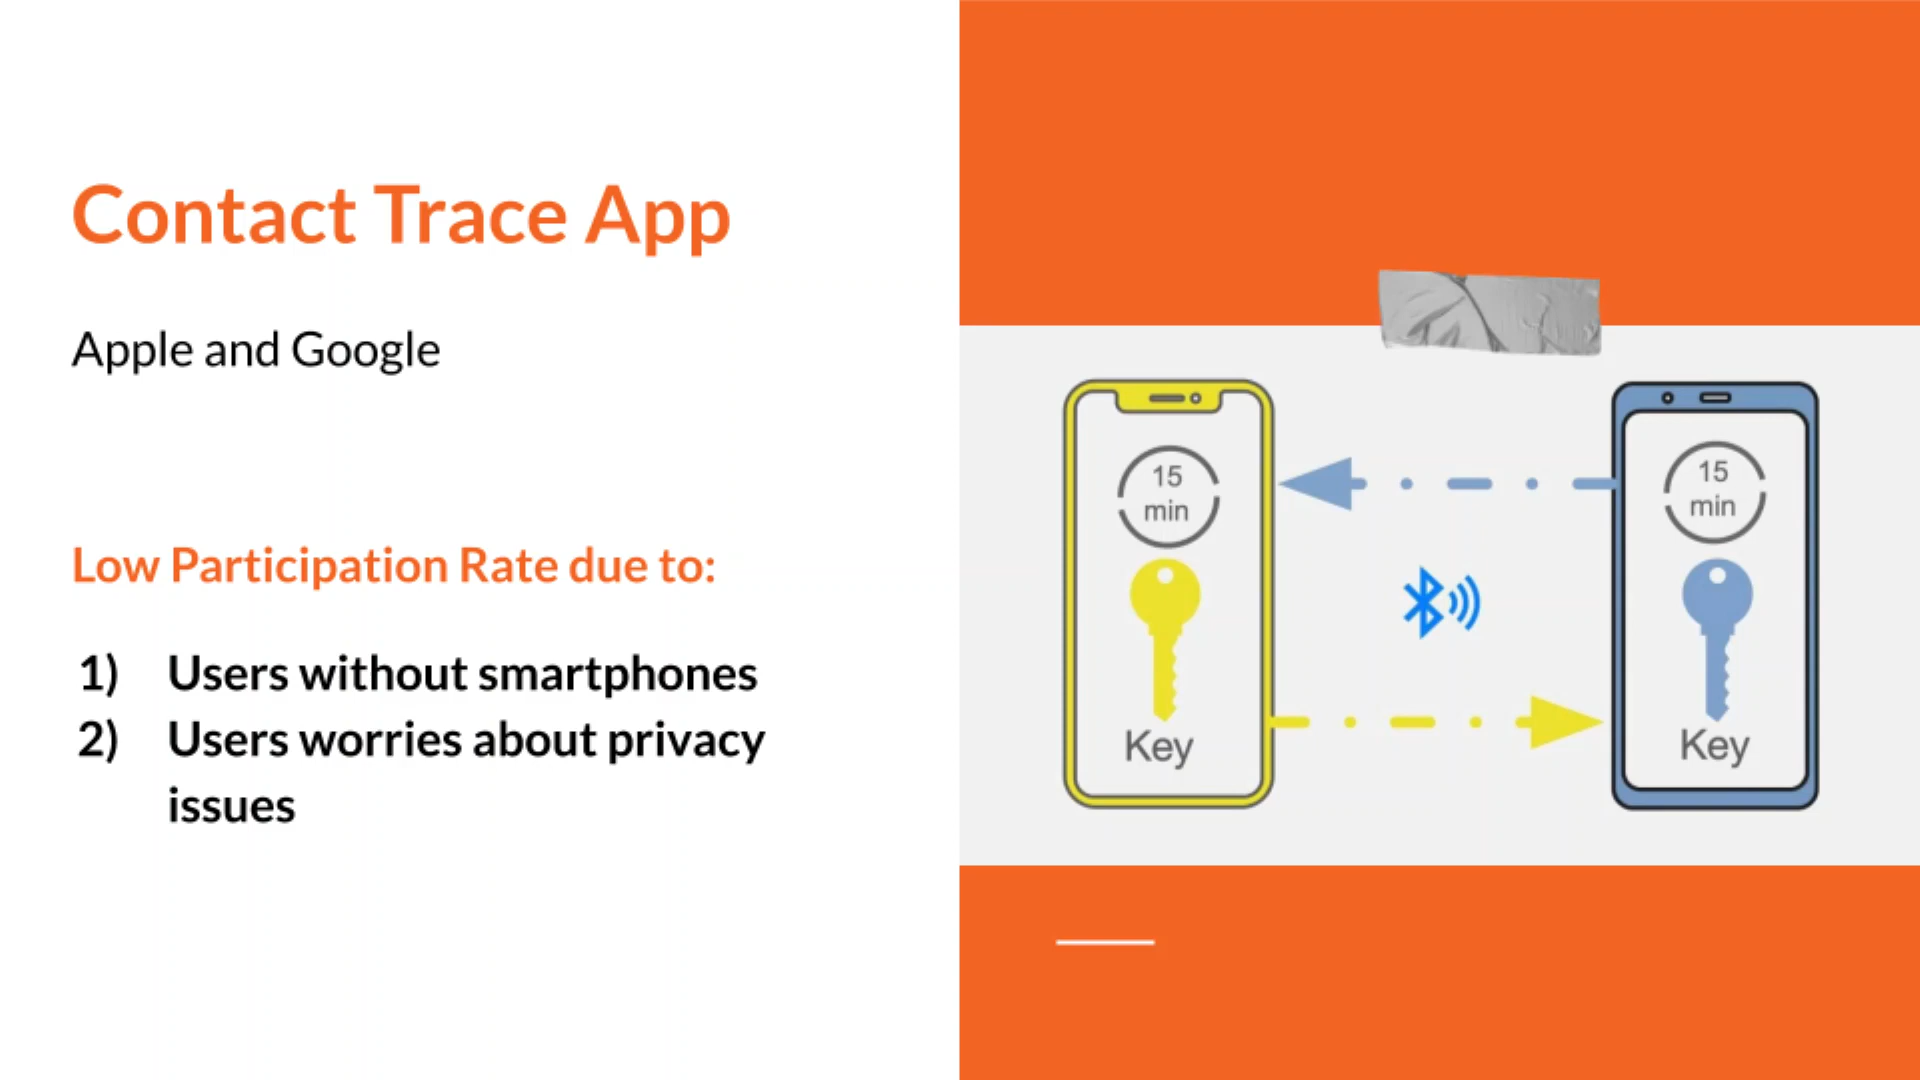 Contact Trace App
Apple and Google
Low Participation Rate due to:
1) Users without smartphones
2) Users worries about privacy
issues
15
min
Key
15
min
Key